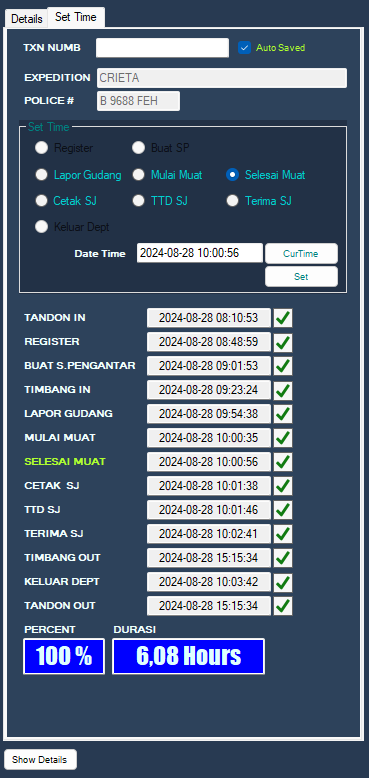 Details Set Time
TXN NUMB Auto Saved
EXPEDITION CRIETA
POLICE # B 9688 FEH
Set Time
Register Buat SP
Lapor Gudang Mulai Muat Selesai Muat
Cetak SJ TTD SJ Terima SJ
Keluar Dept
Date Time 2024-08-28 10:00:56 CurTime
Set
TANDON IN 2024-08-28 08:10:53
REGISTER 2024-08-28 08:48:59
BUAT S.PENGANTAR 2024-08-28 09:01:53
TIMBANG IN 2024-08-28 09:23:24
LAPOR GUDANG 2024-08-28 09:54:38
MULAI MUAT 2024-08-28 10:00:35
SELESAI MUAT 2024-08-28 10:00:56
CETAK SJ 2024-08-28 10:01:38
TTD SJ 2024-08-28 10:01:46
TERIMA SJ 2024-08-28 10:02:41
TIMBANG OUT 2024-08-28 15:15:34
KELUAR DEPT 2024-08-28 10:03:42
TANDON OUT 2024-08-28 15:15:34
PERCENT DURASI
100 % 6,08 Hours
Show Details